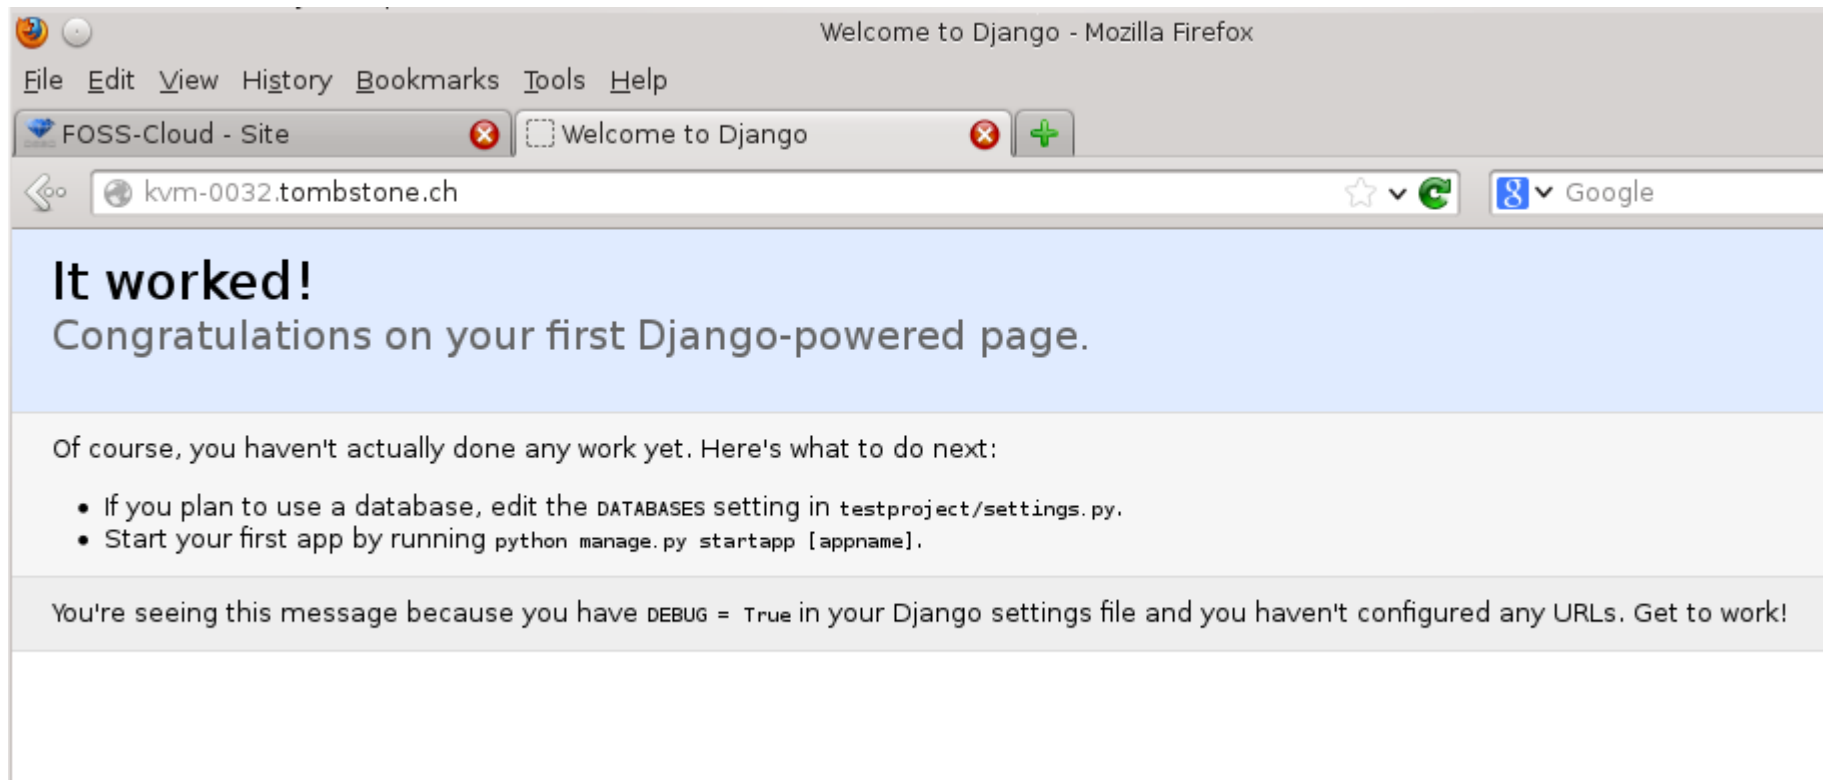 Welcome to Django - Mozilla Firefox
File Edit View History Bookmarks Tools Help
FOSS-Cloud - Site Welcome to Django
kvm-0032.tombstone.ch 8 Google
It worked!
Congratulations on your first Django-powered page.
Of course, you haven't actually done any work yet. Here's what to do next:
• If you plan to use a database, edit the DATABASES setting in testproject/settings.py.
• Start your first app by running python manage.py startapp [appname].
You're seeing this message because you have DEBUG = True in your Django settings file and you haven't configured any URLs. Get to work!